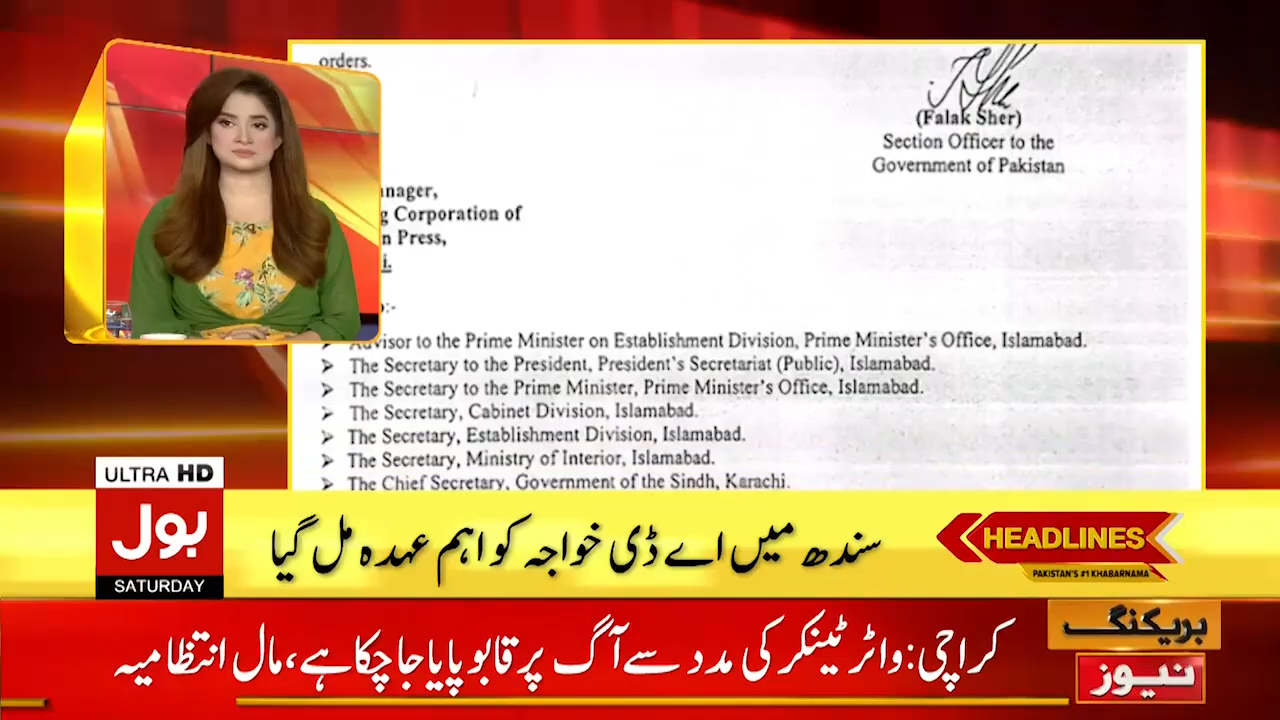 orders.
(Falak Sher)
Section Officer to the
Government of Pakistan
nager,
g Corporation of
n Press,
i.
:-
Advisor to the Prime Minister on Establishment Division, Prime Minister's Office, Islamabad.
➢ The Secretary to the President, President's Secretariat (Public), Islamabad.
➢ The Secretary to the Prime Minister, Prime Minister's Office, Islamabad.
➢ The Secretary, Cabinet Division, Islamabad.
➢ The Secretary, Establishment Division, Islamabad.
➢ The Secretary, Ministry of Interior, Islamabad.
➢ The Chief Secretary, Government of the Sindh, Karachi.
ULTRA HD
بول
SATURDAY
سندھ میں اے ڈی خواجہ کو اہم عہدہ مل گیا
HEADLINES
PAKISTAN'S #1 KHABARNAMA
بریکنگ
نیوز
کراچی: واٹر ٹینکر کی مدد سے آگ پر قابو پایا جا چکا ہے، مال انتظامیہ